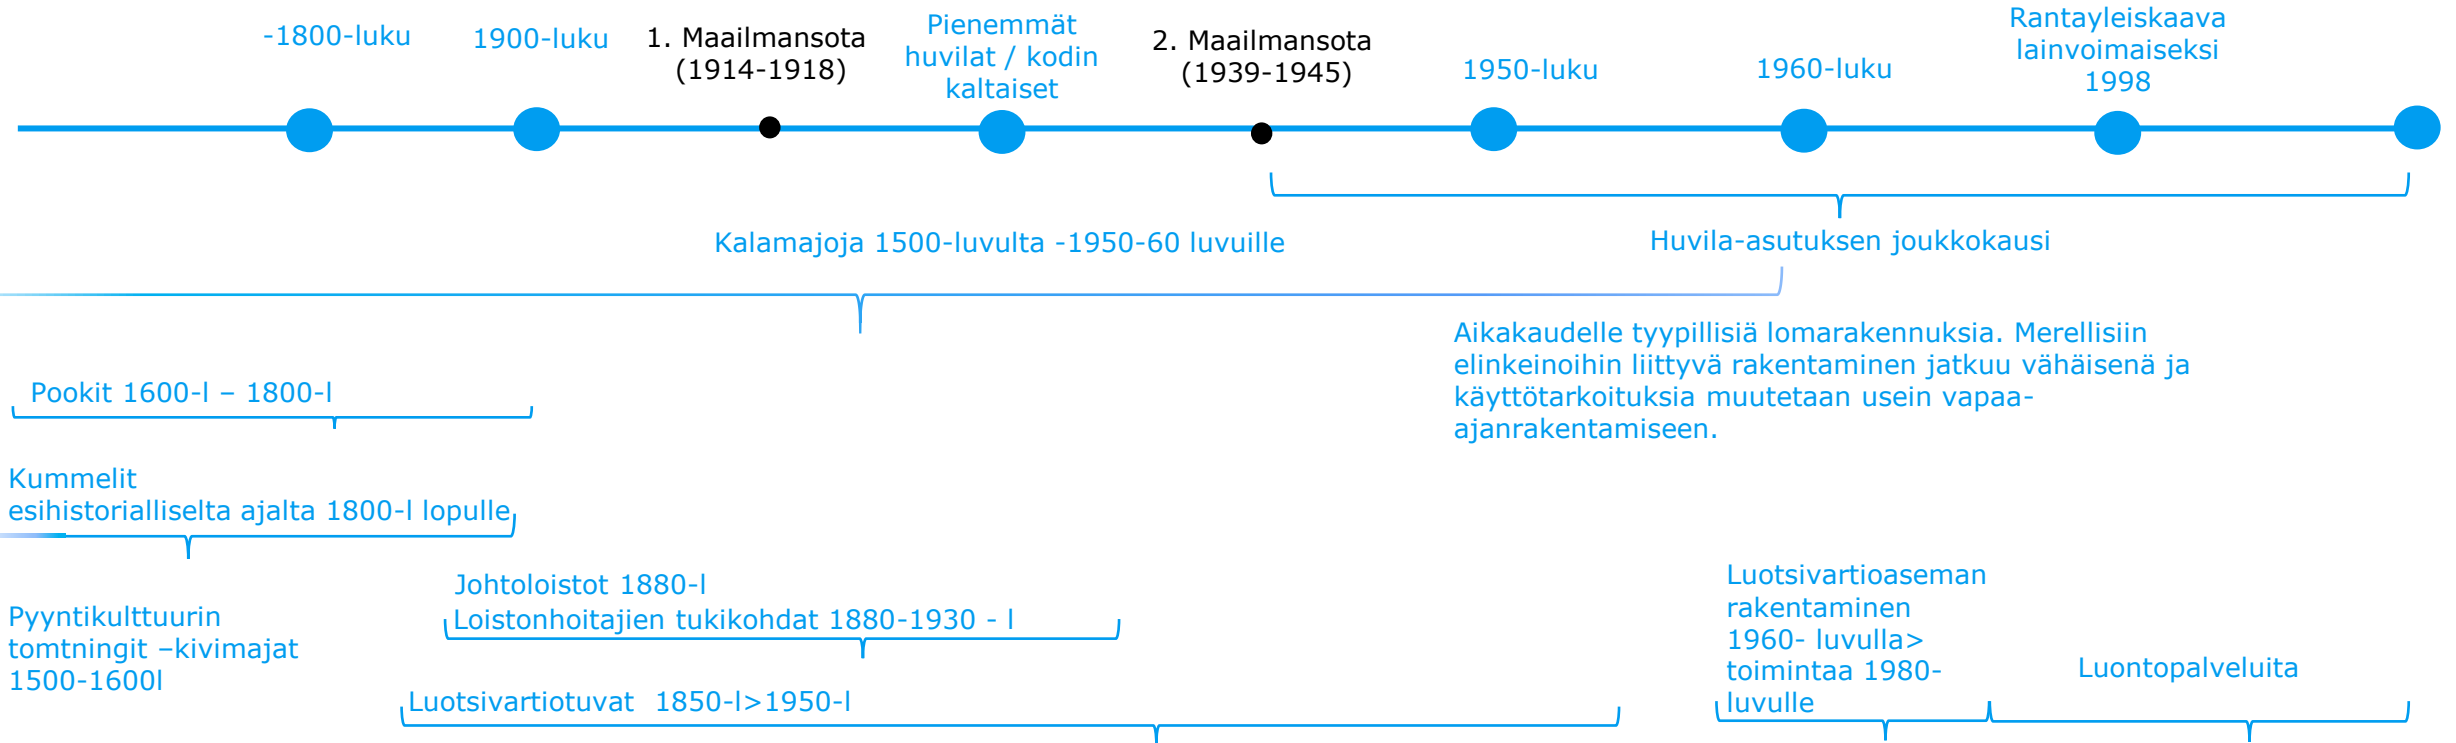 -1800-luku
1900-luku
1. Maailmansota
(1914-1918)
Pienemmät
huvilat / kodin
kaltaiset
2. Maailmansota
(1939-1945)
1950-luku
1960-luku
Rantayleiskaava
lainvoimaiseksi
1998
Kalamajoja 1500-luvulta -1950-60 luvuille
Huvila-asutuksen joukkokausi
Aikakaudelle tyypillisiä lomarakennuksia. Merellisiin
elinkeinoihin liittyvä rakentaminen jatkuu vähäisenä ja
käyttötarkoituksia muutetaan usein vapaa-
ajanrakentamiseen.
Pookit 1600-l – 1800-l
Kummelit
esihistorialliselta ajalta 1800-l lopulle
Pyyntikulttuurin
tomtningit –kivimajat
1500-1600l
Johtoloistot 1880-l
Loistonhoitajien tukikohdat 1880-1930 - l
Luotsivartiotuvat  1850-l>1950-l
Luotsivartioaseman
rakentaminen
1960- luvulla>
toimintaa 1980-
luvulle
Luontopalveluita